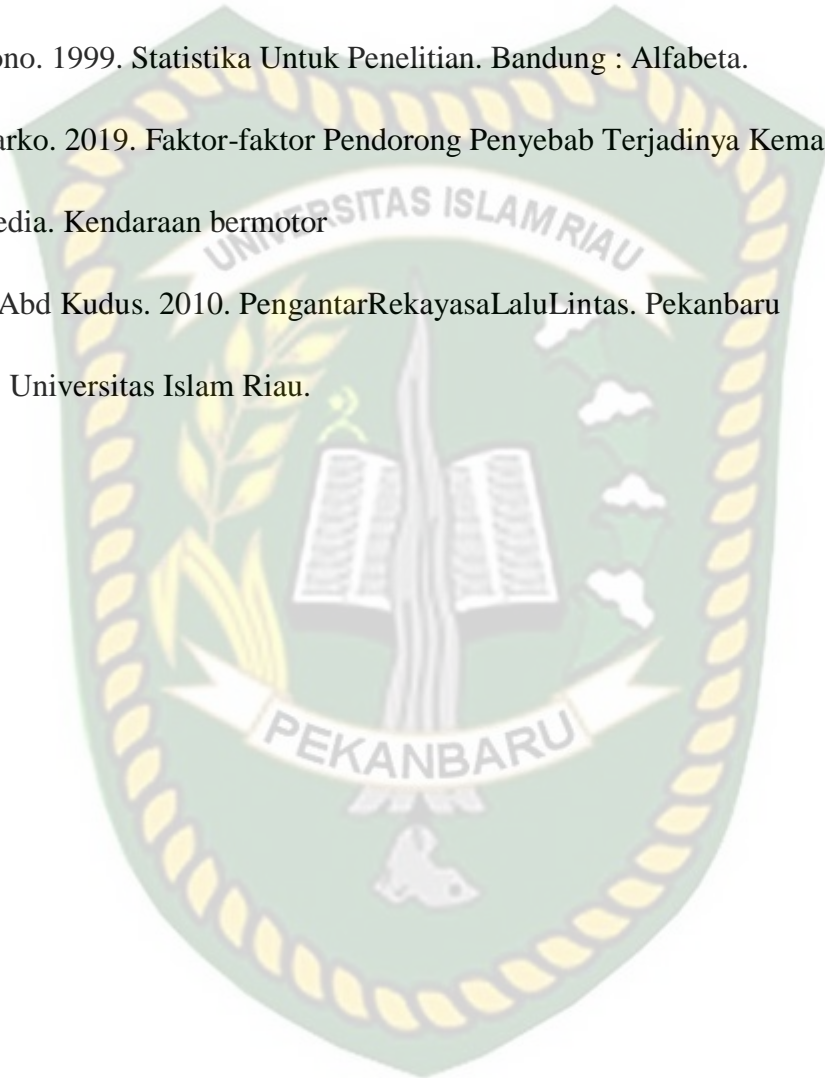 ono. 1999. Statistika Untuk Penelitian. Bandung : Alfabeta.
arko. 2019. Faktor-faktor Pendorong Penyebab Terjadinya Kema
edia. Kendaraan bermotor
UNIVERSITAS ISLAM RIAU
Abd Kudus. 2010. PengantarRekayasaLaluLintas. Pekanbaru
Universitas Islam Riau.
PEKANBARU